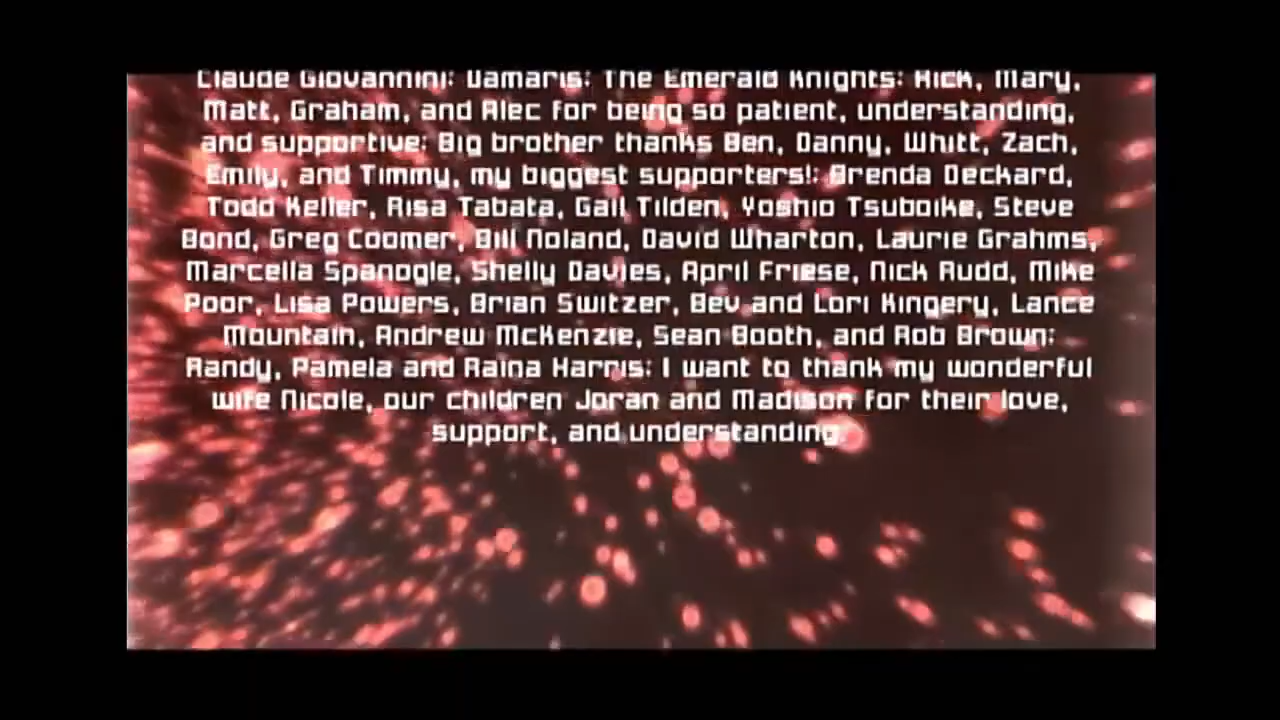 Claude Giovannini; Damaris; The Emerald Knights: Rick, Mary,
Matt, Graham, and Alec for being so patient, understanding,
and supportive; Big brother thanks Ben, Danny, Whitt, Zach,
Emily, and Timmy, my biggest supporters!; Brenda Deckard,
Todd Keller, Risa Tabata, Gail Tilden, Yoshio Tsuboike, Steve
Bond, Greg Coomer, Bill Noland, David Wharton, Laurie Grahms,
Marcella Spanogle, Shelly Davies, April Friese, Nick Rudd, Mike
Poor, Lisa Powers, Brian Switzer, Bev and Lori Kingery, Lance
Mountain, Andrew McKenzie, Sean Booth, and Rob Brown;
Randy, Pamela and Raina Harris; I want to thank my wonderful
wife Nicole, our children Joran and Madison for their love,
support, and understanding.